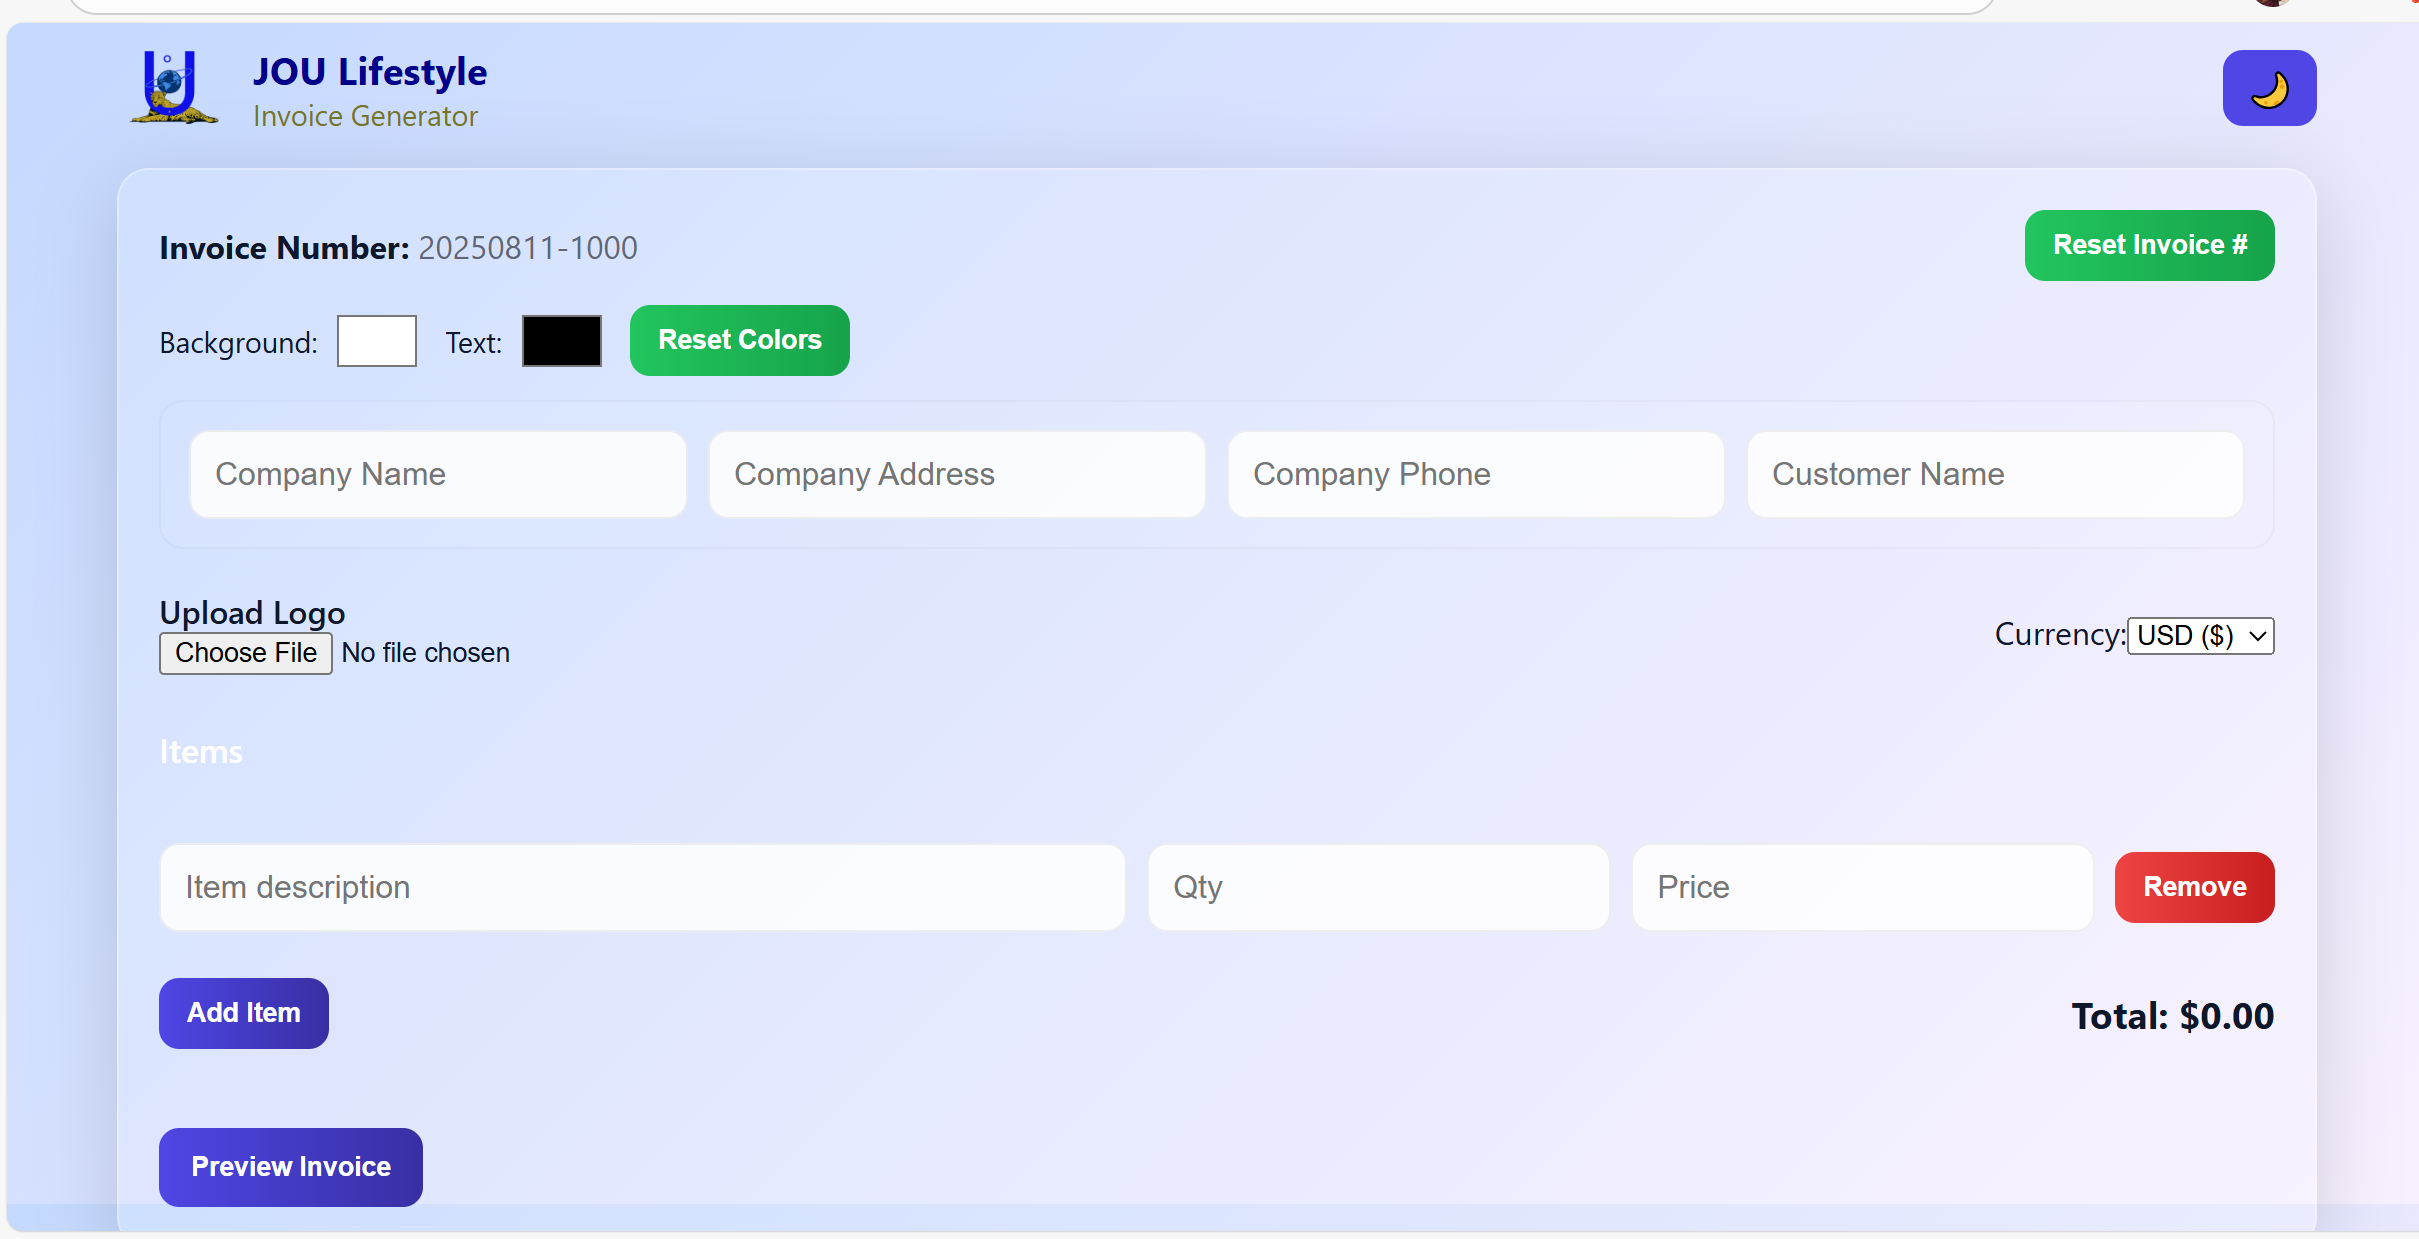 JOU Lifestyle
Invoice Generator
Invoice Number: 20250811-1000
Reset Invoice #
Background:
Text:
Reset Colors
Company Name
Company Address
Company Phone
Customer Name
Upload Logo
Choose File No file chosen
Currency: USD ($)
Items
Item description
Qty
Price
Remove
Add Item
Total: $0.00
Preview Invoice